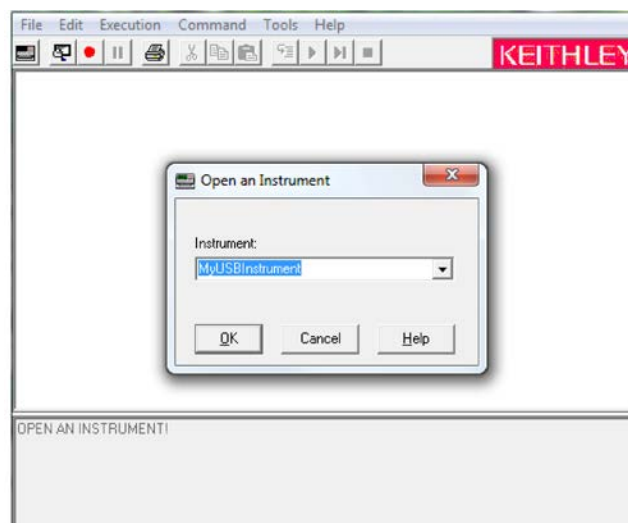 File Edit Execution Command Tools Help
KEITHLEY
Open an Instrument
Instrument:
MyUSBInstrument
OK Cancel Help
OPEN AN INSTRUMENT!